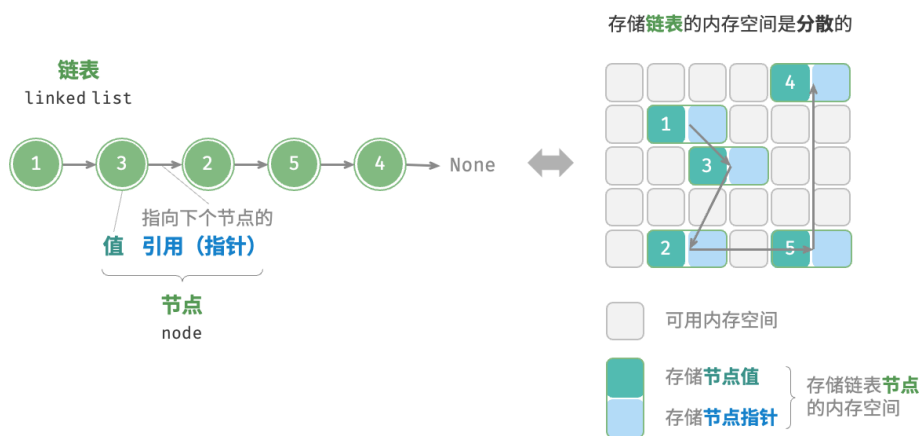 存储链表的内存空间是分散的
链表
linked list
1
3
2
5
4
None
指向下个节点的
值
引用（指针）
节点
node
4
1
3
2
5
可用内存空间
存储节点值
存储节点指针
存储链表节点
的内存空间